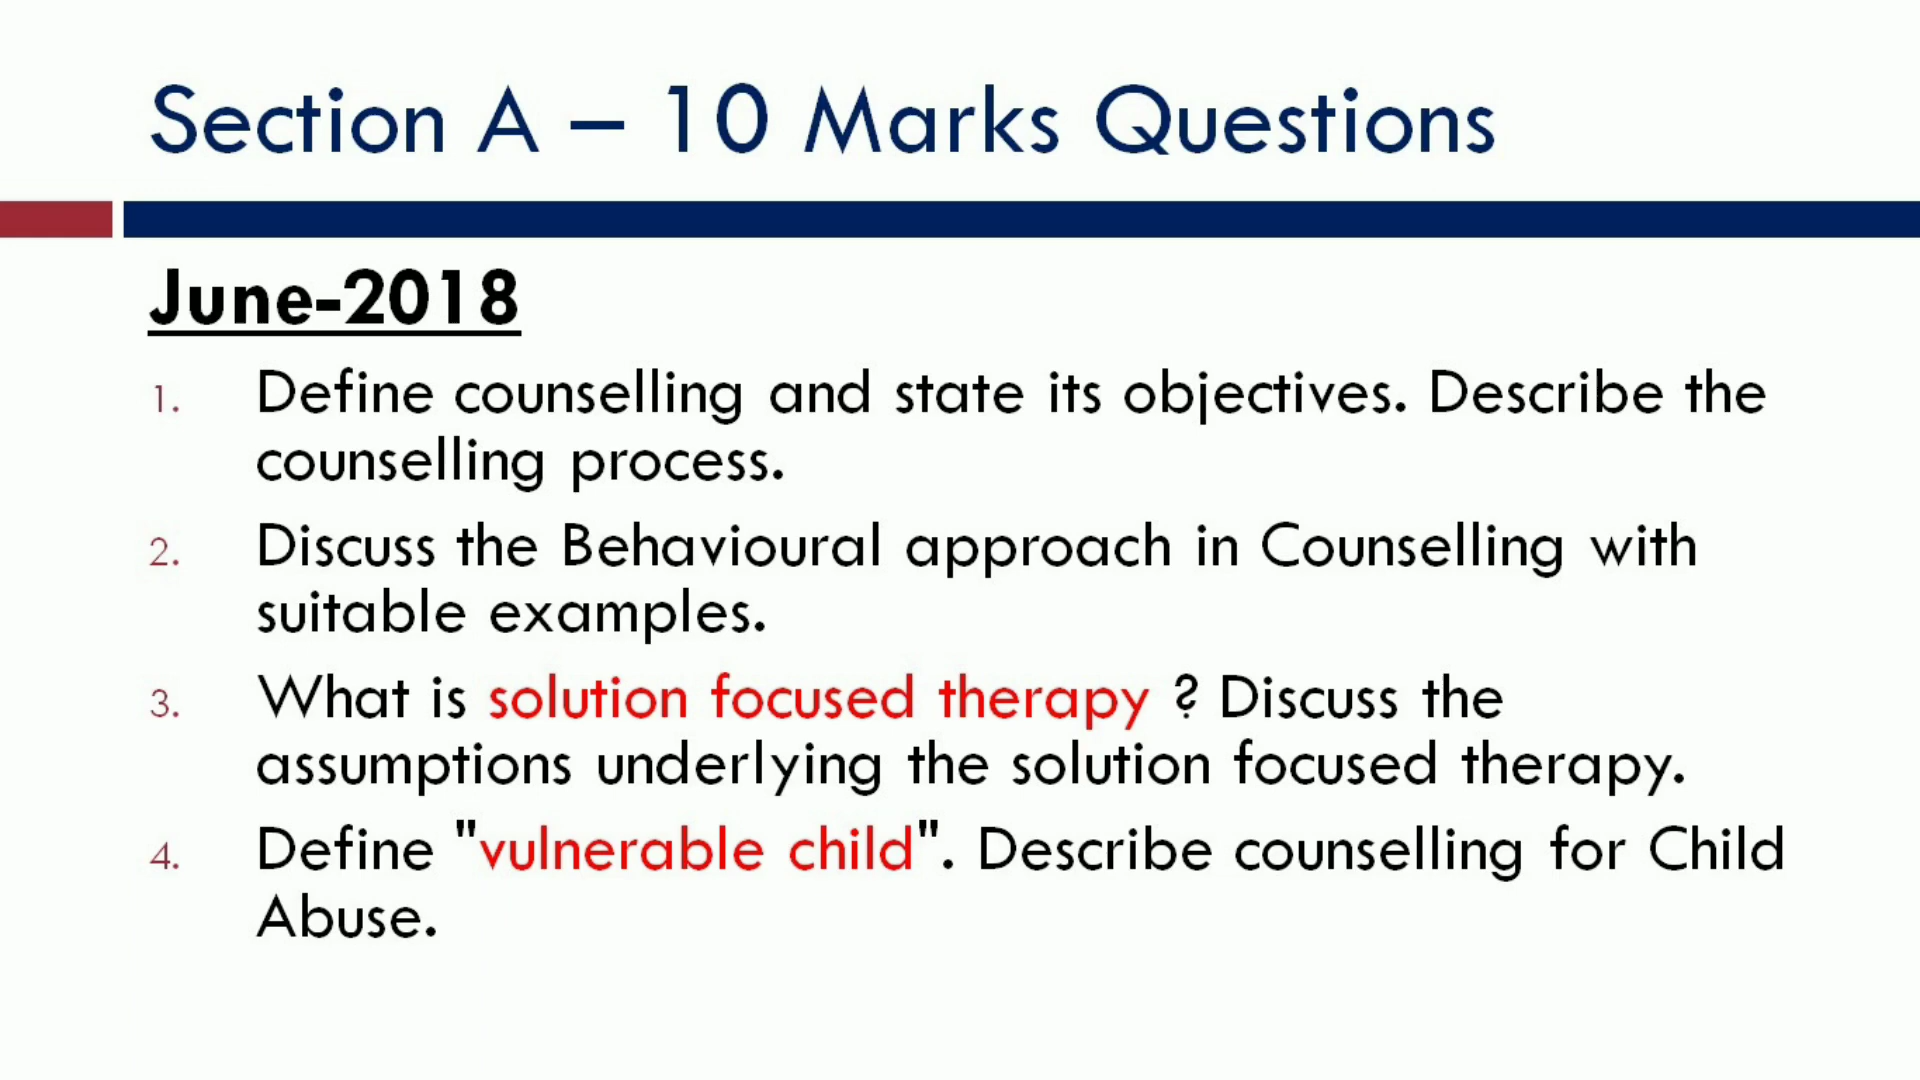 Section A – 10 Marks Questions
June-2018
1. Define counselling and state its objectives. Describe the
counselling process.
2. Discuss the Behavioural approach in Counselling with
suitable examples.
3. What is solution focused therapy ? Discuss the
assumptions underlying the solution focused therapy.
4. Define "vulnerable child". Describe counselling for Child
Abuse.